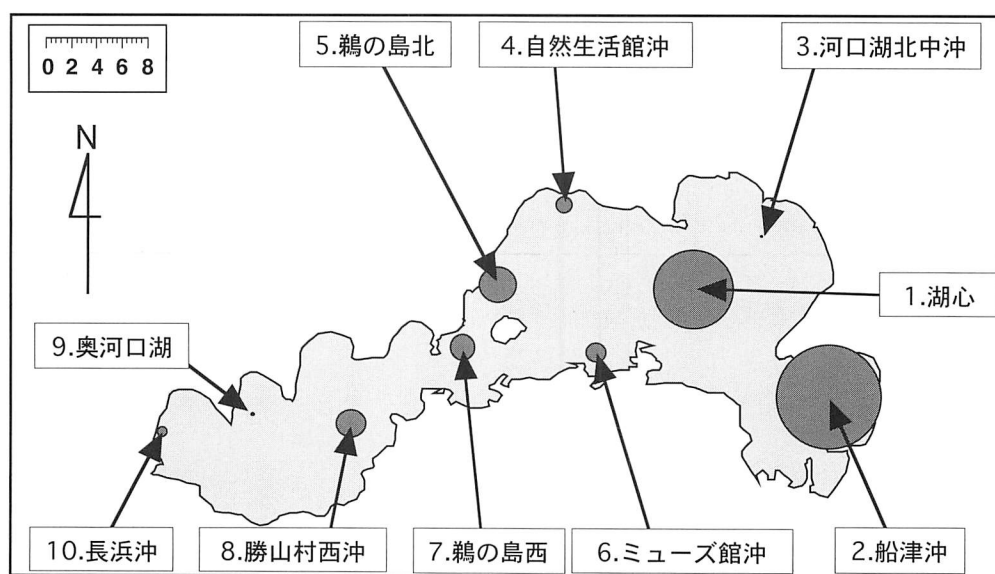 5.鵜の島北
4.自然生活館沖
3.河口湖北中沖
0 2 4 6 8
N
1.湖心
9.奥河口湖
10.長浜沖
8.勝山村西沖
7.鵜の島西
6.ミューズ館沖
2.船津沖